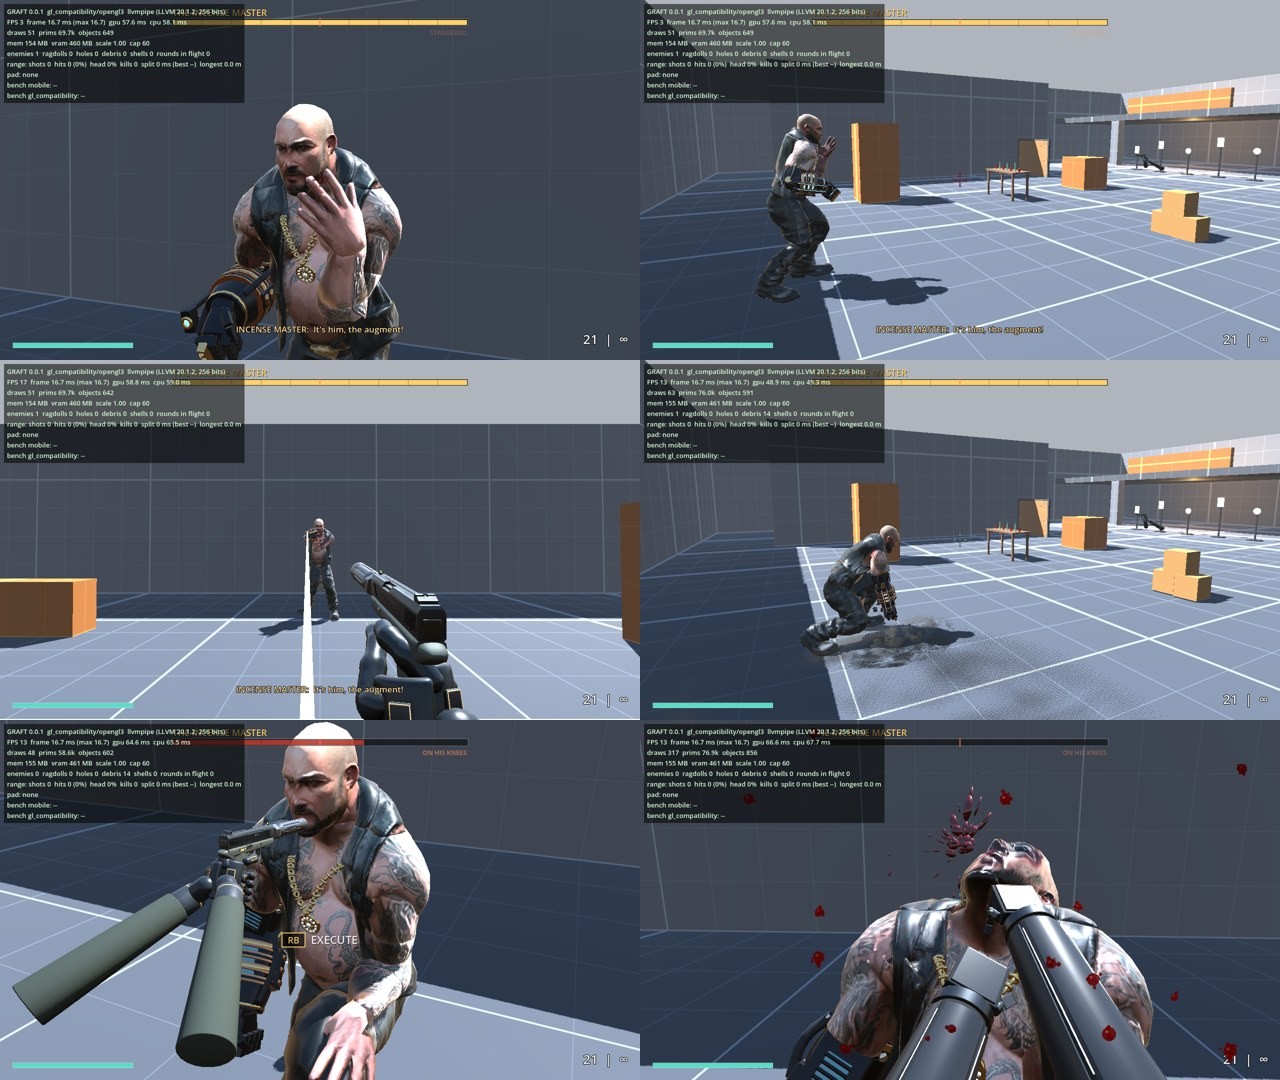 GRAFT 0.0.1 gl_compatibility/opengl3 llvmpipe (LLVM 20.1.2, 256 bits)
MASTER
FPS 3 frame 16.7 ms (max 16.7) gpu 57.6 ms cpu 58.1 ms
draws 51 prims 69.7k objects 649
STAGGERED
mem 154 MB vram 460 MB scale 1.00 cap 60
enemies 1 ragdolls 0 holes 0 debris 0 shells 0 rounds in flight 0
range: shots 0 hits 0 (0%) head 0% kills 0 split 0 ms (best --) longest 0.0 m
pad: none
bench mobile: --
bench gl_compatibility: --
INCENSE MASTER: It's him, the augment!
21 | ∞
GRAFT 0.0.1 gl_compatibility/opengl3 llvmpipe (LLVM 20.1.2, 256 bits)
MASTER
FPS 3 frame 16.7 ms (max 16.7) gpu 57.6 ms cpu 58.1 ms
draws 51 prims 69.7k objects 649
mem 154 MB vram 460 MB scale 1.00 cap 60
enemies 1 ragdolls 0 holes 0 debris 0 shells 0 rounds in flight 0
range: shots 0 hits 0 (0%) head 0% kills 0 split 0 ms (best --) longest 0.0 m
pad: none
bench mobile: --
bench gl_compatibility: --
INCENSE MASTER: It's him, the augment!
21 | ∞
GRAFT 0.0.1 gl_compatibility/opengl3 llvmpipe (LLVM 20.1.2, 256 bits)
MASTER
FPS 17 frame 16.7 ms (max 16.7) gpu 58.8 ms cpu 59.0 ms
draws 51 prims 69.7k objects 642
mem 154 MB vram 460 MB scale 1.00 cap 60
enemies 1 ragdolls 0 holes 0 debris 0 shells 0 rounds in flight 0
range: shots 0 hits 0 (0%) head 0% kills 0 split 0 ms (best --) longest 0.0 m
pad: none
bench mobile: --
bench gl_compatibility: --
INCENSE MASTER: It's him, the augment!
21 | ∞
GRAFT 0.0.1 gl_compatibility/opengl3 llvmpipe (LLVM 20.1.2, 256 bits)
MASTER
FPS 13 frame 16.7 ms (max 16.7) gpu 48.9 ms cpu 49.3 ms
draws 63 prims 76.0k objects 591
mem 155 MB vram 461 MB scale 1.00 cap 60
enemies 1 ragdolls 0 holes 0 debris 14 shells 0 rounds in flight 0
range: shots 0 hits 0 (0%) head 0% kills 0 split 0 ms (best --) longest 0.0 m
pad: none
bench mobile: --
bench gl_compatibility: --
21 | ∞
GRAFT 0.0.1 gl_compatibility/opengl3 llvmpipe (LLVM 20.1.2, 256 bits)
MASTER
FPS 13 frame 16.7 ms (max 16.7) gpu 64.6 ms cpu 65.5 ms
draws 48 prims 58.6k objects 602
ON HIS KNEES
mem 155 MB vram 461 MB scale 1.00 cap 60
enemies 0 ragdolls 0 holes 0 debris 14 shells 0 rounds in flight 0
range: shots 0 hits 0 (0%) head 0% kills 0 split 0 ms (best --) longest 0.0 m
pad: none
bench mobile: --
bench gl_compatibility: --
RB EXECUTE
21 | ∞
GRAFT 0.0.1 gl_compatibility/opengl3 llvmpipe (LLVM 20.1.2, 256 bits)
MASTER
FPS 13 frame 16.7 ms (max 16.7) gpu 66.6 ms cpu 67.7 ms
draws 317 prims 76.9k objects 856
ON HIS KNEES
mem 155 MB vram 461 MB scale 1.00 cap 60
enemies 0 ragdolls 0 holes 0 debris 14 shells 0 rounds in flight 0
range: shots 0 hits 0 (0%) head 0% kills 0 split 0 ms (best --) longest 0.0 m
pad: none
bench mobile: --
bench gl_compatibility: --
21 | ∞